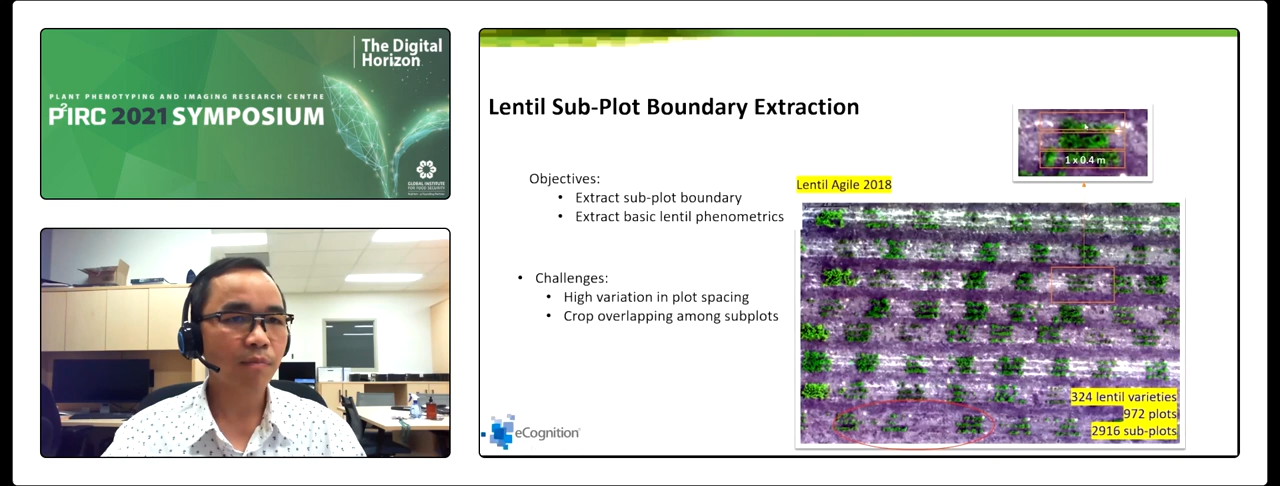 The Digital
Horizon
PLANT PHENOTYPING AND IMAGING RESEARCH CENTRE
P²IRC 2021 SYMPOSIUM
GLOBAL INSTITUTE
FOR FOOD SECURITY
Lentil Sub-Plot Boundary Extraction
1 x 0.4 m
Objectives:
• Extract sub-plot boundary
• Extract basic lentil phenometrics
Lentil Agile 2018
• Challenges:
• High variation in plot spacing
• Crop overlapping among subplots
324 lentil varieties
972 plots
2916 sub-plots
eCognition